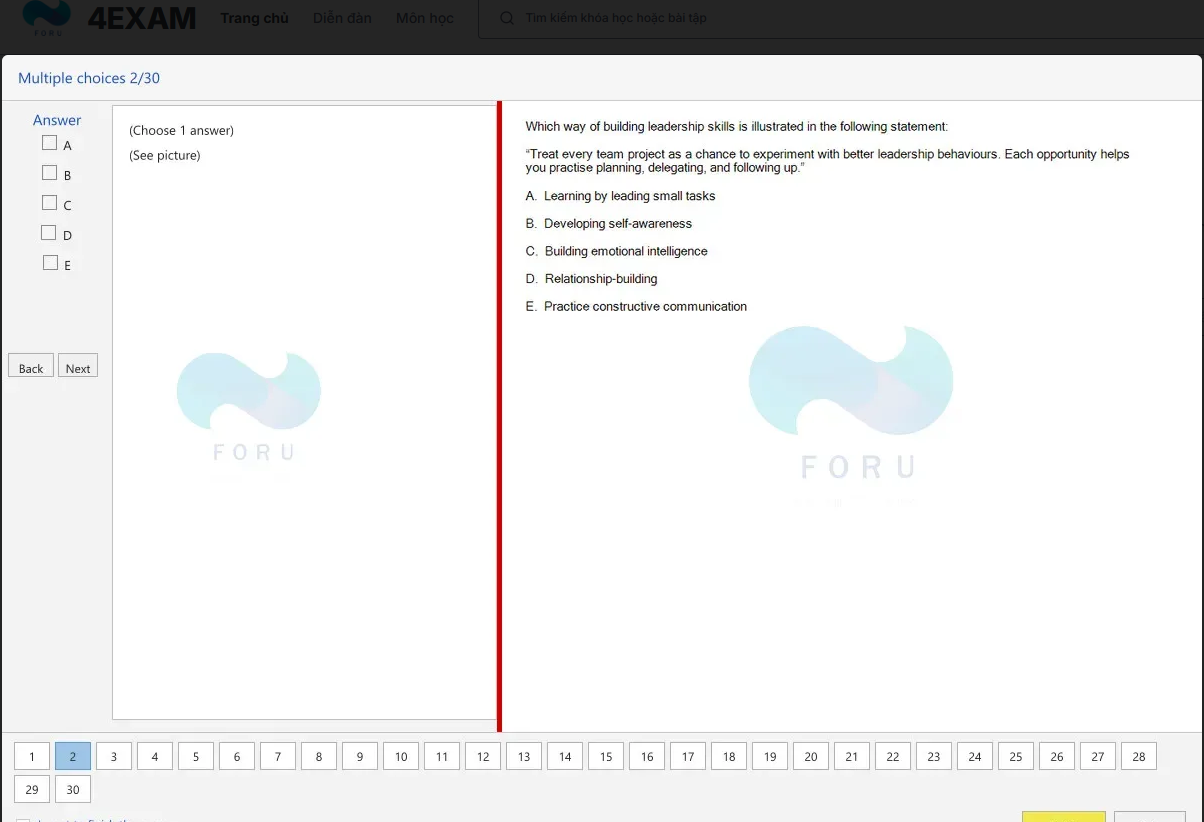 FORU
4EXAM
Trang chủ
Diễn đàn
Môn học
Tìm kiếm khóa học hoặc bài tập
Multiple choices 2/30
Answer
A
B
C
D
E
Back
Next
(Choose 1 answer)
(See picture)
FORU
Which way of building leadership skills is illustrated in the following statement:
“Treat every team project as a chance to experiment with better leadership behaviours. Each opportunity helps
you practise planning, delegating, and following up.”
A. Learning by leading small tasks
B. Developing self-awareness
C. Building emotional intelligence
D. Relationship-building
E. Practice constructive communication
FORU
1 2 3 4 5 6 7 8 9 10 11 12 13 14 15 16 17 18 19 20 21 22 23 24 25 26 27 28
29 30